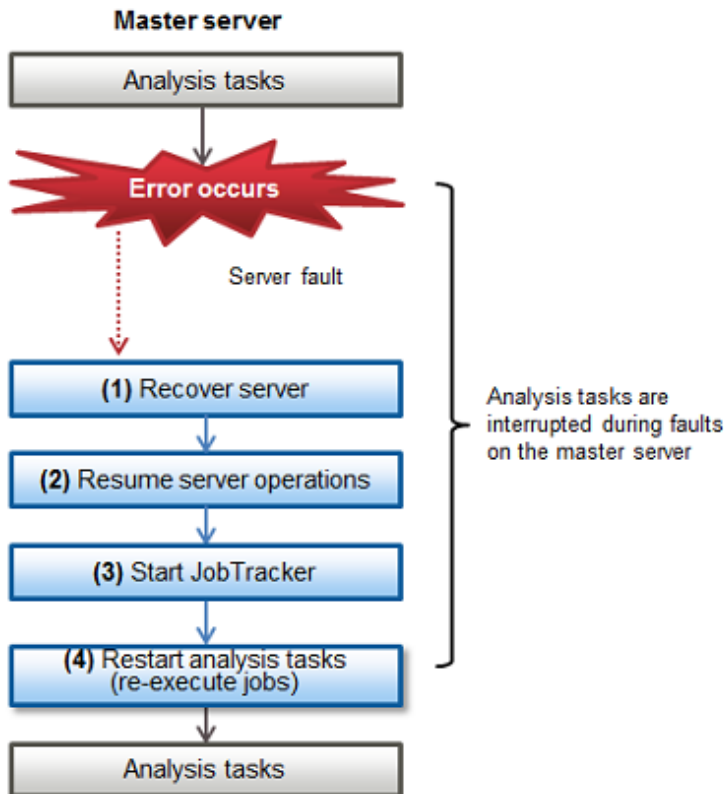 Master server
Analysis tasks
Error occurs
Server fault
(1) Recover server
(2) Resume server operations
(3) Start JobTracker
(4) Restart analysis tasks
(re-execute jobs)
Analysis tasks
Analysis tasks are
interrupted during faults
on the master server